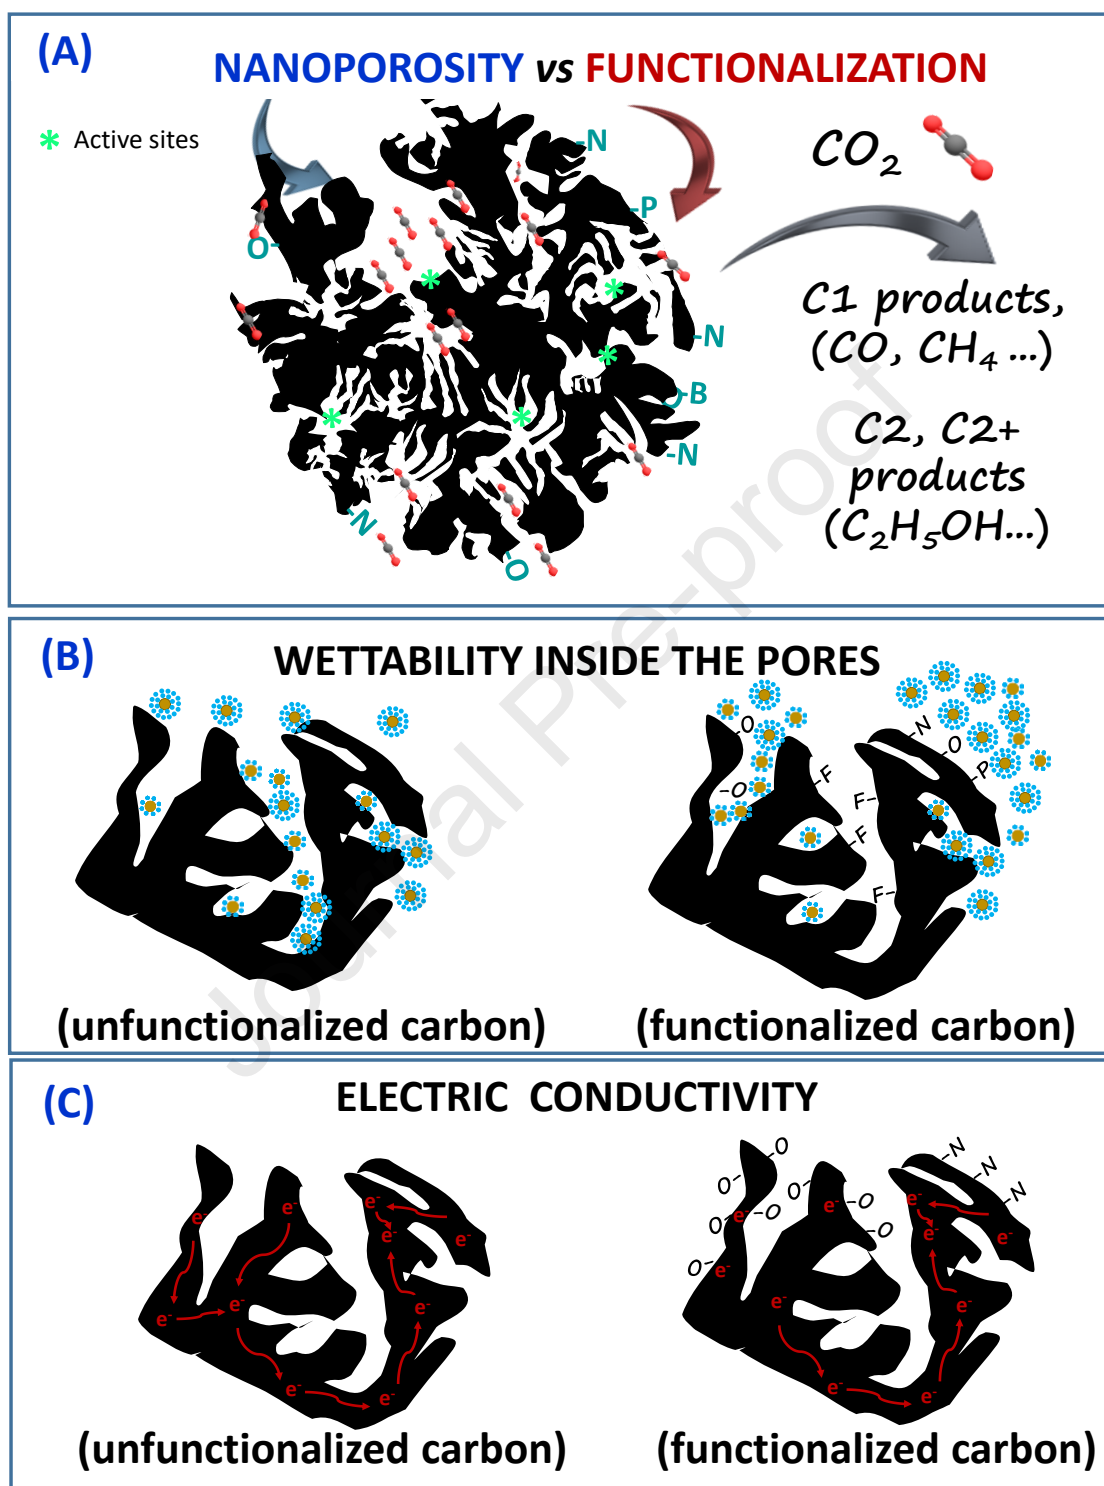 (A)
NANOPOROSITY vs FUNCTIONALIZATION
* Active sites
CO₂
-N
-P
O-
-N
-B
-N
-N
-O
C1 products,
(CO, CH₄ ...)
C2, C2+
products
(C₂H₅OH...)
(B)
WETTABILITY INSIDE THE PORES
-O
-O
-F
F-
-F
F-
-N
-O
-P
(unfunctionalized carbon)
(functionalized carbon)
(C)
ELECTRIC CONDUCTIVITY
e⁻
e⁻
e⁻
e⁻
e⁻
e⁻
e⁻
e⁻
e⁻
e⁻
-O
O-
O-
-O
O-
O-
-O
-O
-N
-N
-N
e⁻
e⁻
e⁻
e⁻
e⁻
e⁻
e⁻
e⁻
e⁻
e⁻
(unfunctionalized carbon)
(functionalized carbon)
Journal Pre-proof